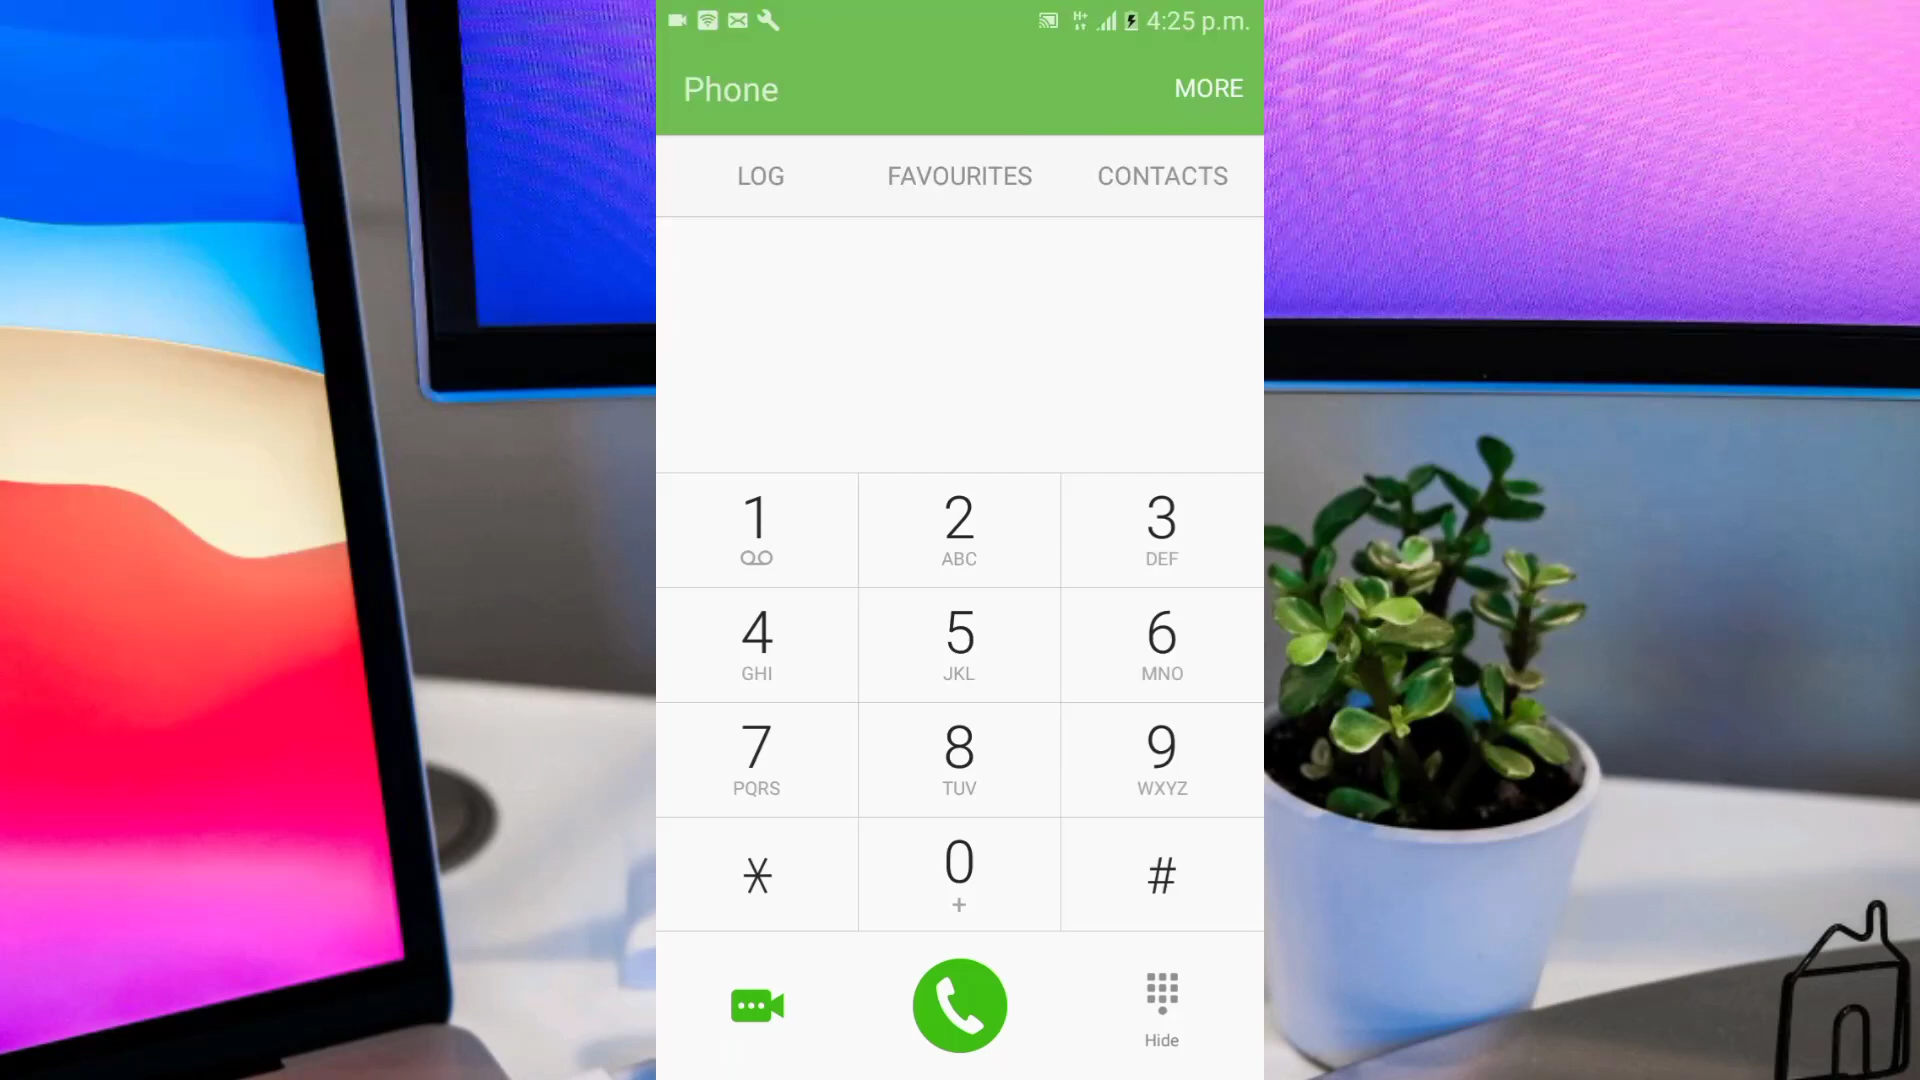 4:25 p.m.
Phone
MORE
LOG FAVOURITES CONTACTS
1 2 3
ABC DEF
4 5 6
GHI JKL MNO
7 8 9
PQRS TUV WXYZ
* 0 #
+
Hide